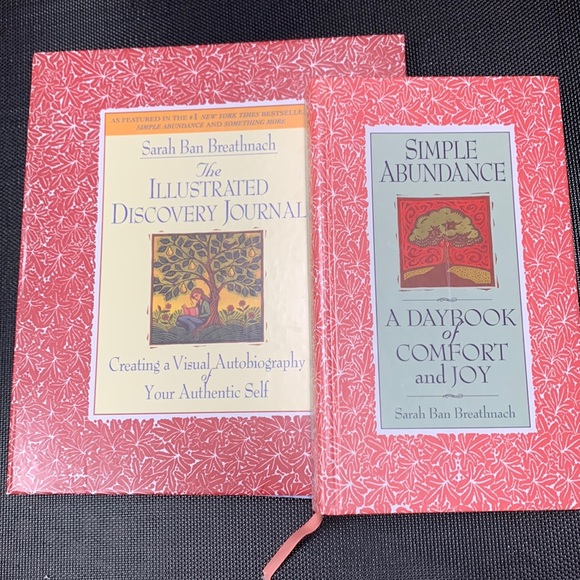 AS FEATURED IN THE #1 NEW YORK TIMES BESTSELLE
SIMPLE ABUNDANCE AND SOMETHING MORE
Sarah Ban Breathnach
The
ILLUSTRATED
DISCOVERY JOURNAL
Creating a Visual Autobiography
of
Your Authentic Self
SIMPLE
ABUNDANCE
A DAYBOOK
of
COMFORT
and JOY
Sarah Ban Breathnach